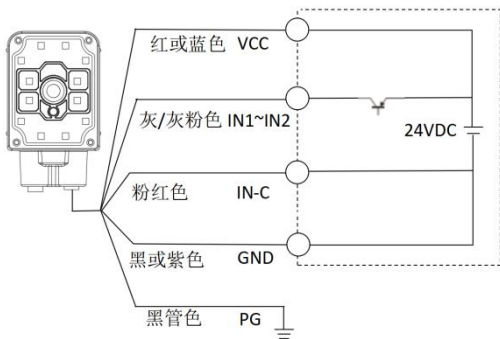 红或蓝色 VCC
灰/灰粉色 IN1~IN2
24VDC
粉红色 IN-C
黑或紫色 GND
黑管色 PG